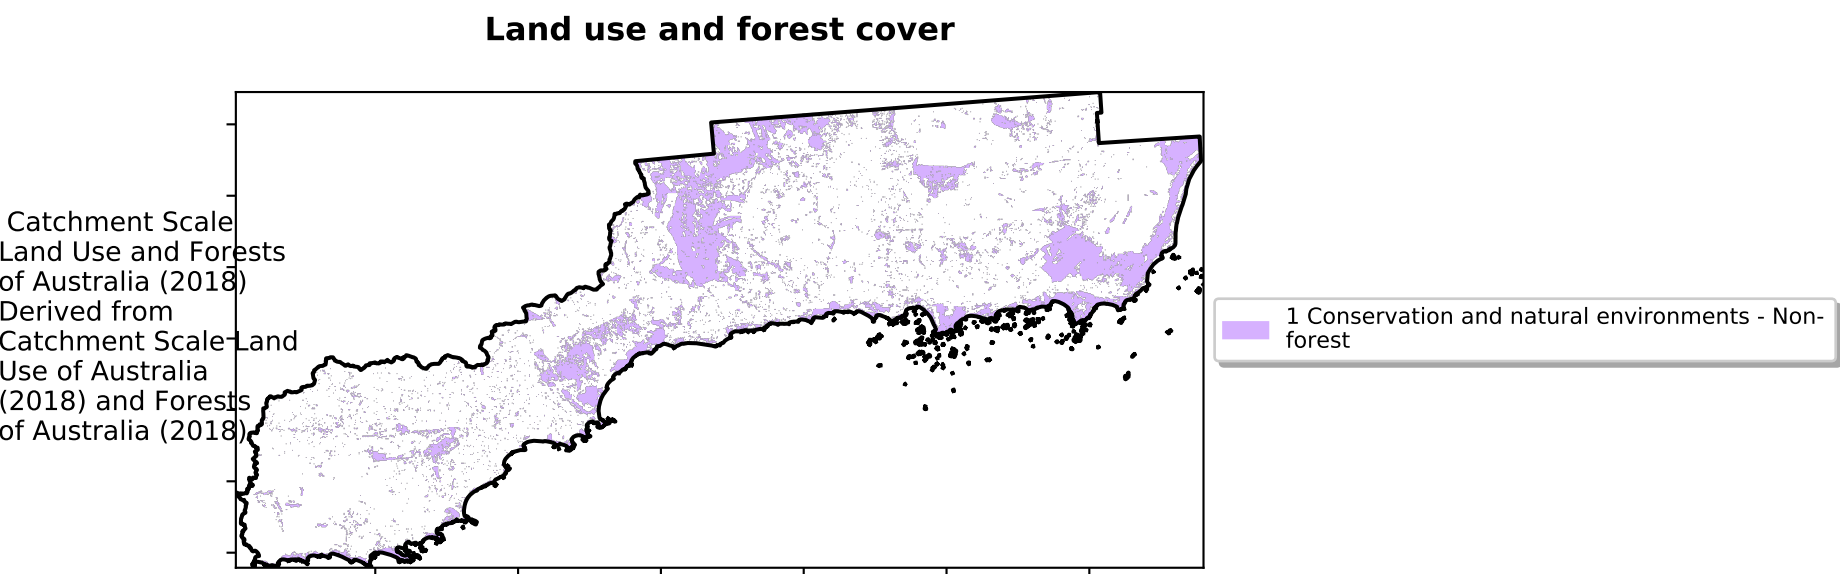 Land use and forest cover
Catchment Scale
Land Use and Forests
of Australia (2018)
Derived from
Catchment Scale Land
Use of Australia
(2018) and Forests
of Australia (2018)
1 Conservation and natural environments - Non-
forest